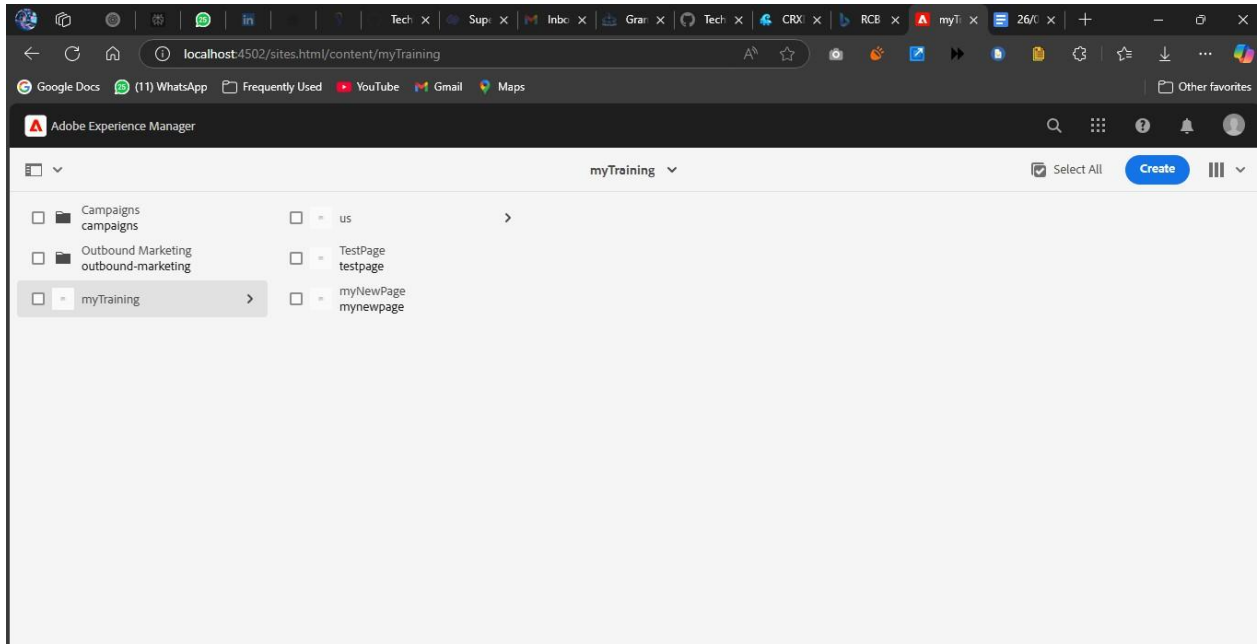 Tech
Supe
Inbo
Gran
Tech
CRX
RCB
myTr
26/0
localhost:4502/sites.html/content/myTraining
Google Docs
(11) WhatsApp
Frequently Used
YouTube
Gmail
Maps
Other favorites
Adobe Experience Manager
myTraining
Select All
Create
Campaigns
campaigns
Outbound Marketing
outbound-marketing
myTraining
us
TestPage
testpage
myNewPage
mynewpage